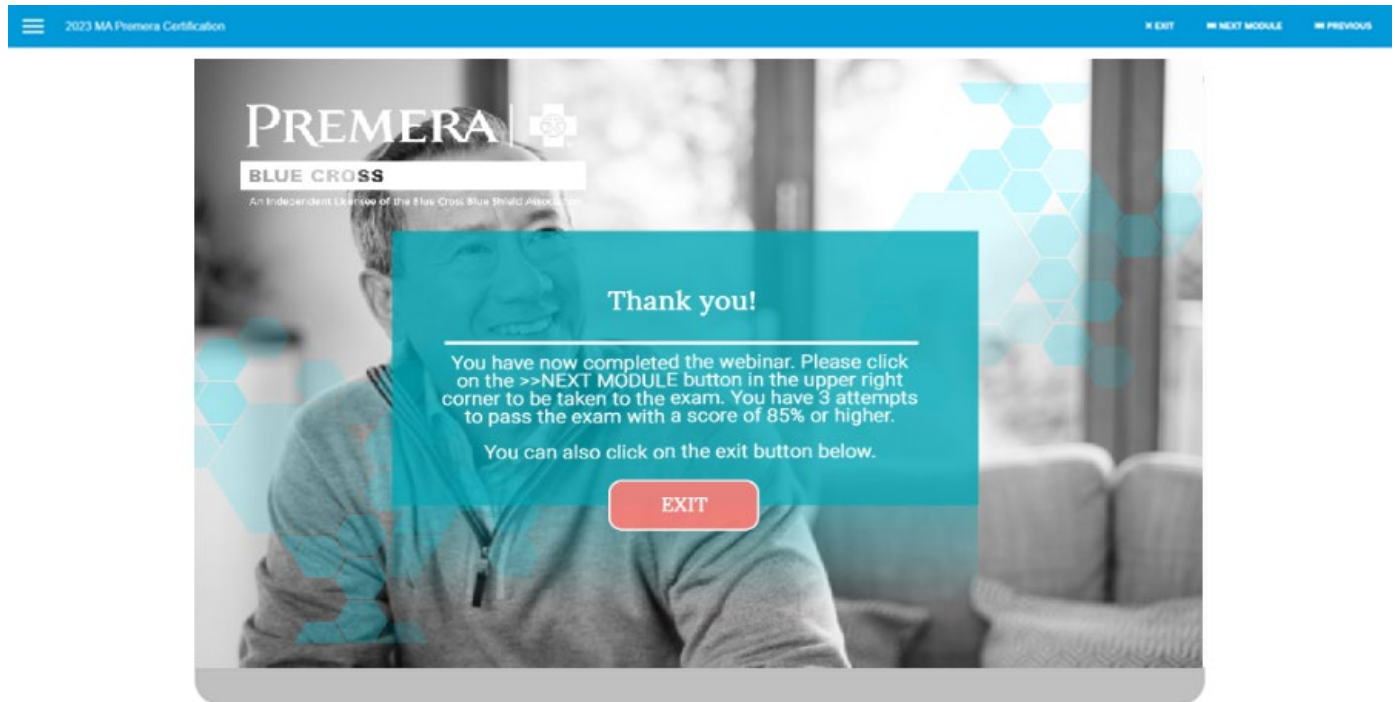 2023 MA Premera Certification
× EXIT
⏭ NEXT MODULE
⏮ PREVIOUS
PREMERA
BLUE CROSS
An Independent Licensee of the Blue Cross Blue Shield Association
Thank you!
You have now completed the webinar. Please click
on the >>NEXT MODULE button in the upper right
corner to be taken to the exam. You have 3 attempts
to pass the exam with a score of 85% or higher.
You can also click on the exit button below.
EXIT